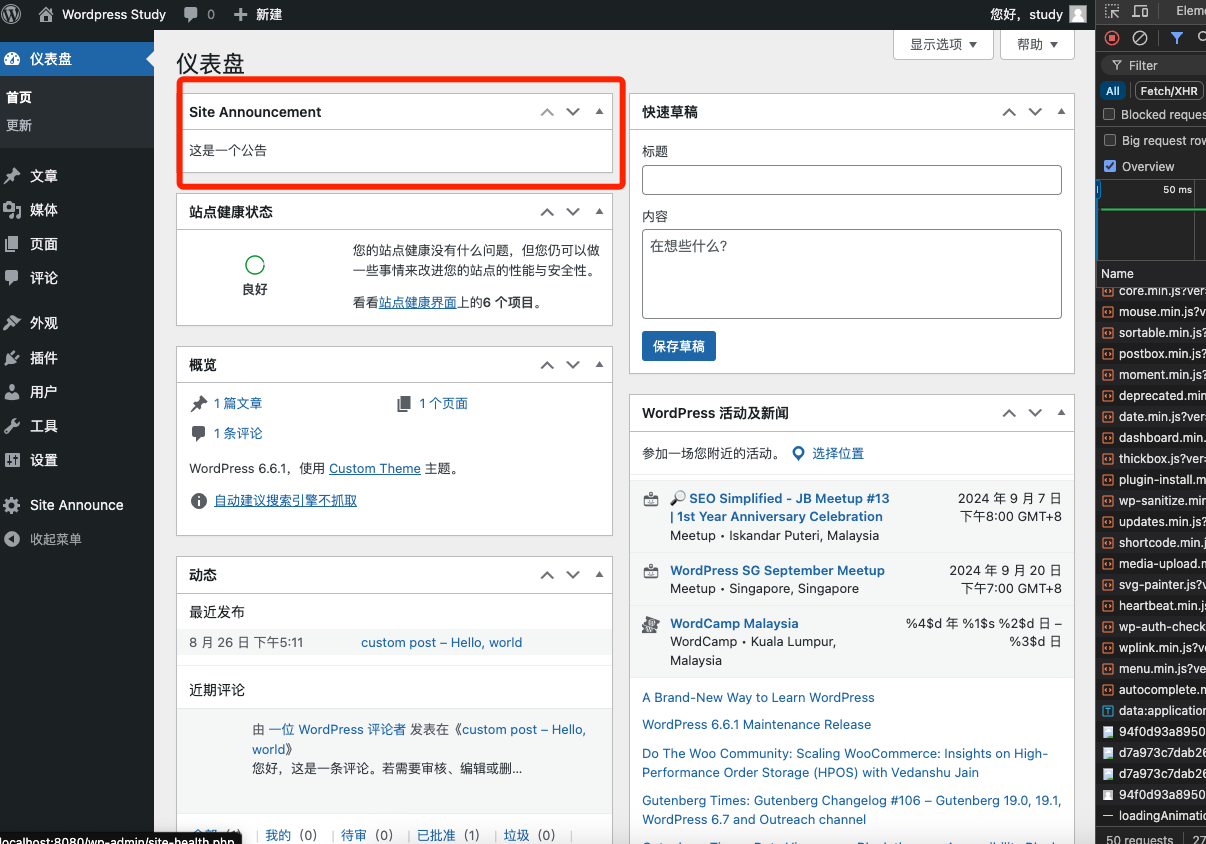 Wordpress Study
0
新建
您好，study
仪表盘
首页
更新
文章
媒体
页面
评论
外观
插件
用户
工具
设置
Site Announce
收起菜单
显示选项
帮助
仪表盘
Site Announcement
这是一个公告
站点健康状态
良好
您的站点健康没有什么问题，但您仍可以做
一些事情来改进您的站点的性能与安全性。
看看站点健康界面上的6 个项目。
概览
1 篇文章
1 个页面
1 条评论
WordPress 6.6.1，使用 Custom Theme 主题。
自动建议搜索引擎不抓取
动态
最近发布
8 月 26 日 下午5:11
custom post – Hello, world
近期评论
由 一位 WordPress 评论者 发表在《custom post – Hello,
world》
您好，这是一条评论。若需要审核、编辑或删...
我的 (0)
待审 (0)
已批准 (1)
垃圾 (0)
localhost:8080/wp-admin/site-health.php
快速草稿
标题
内容
在想些什么？
保存草稿
WordPress 活动及新闻
参加一场您附近的活动。
选择位置
SEO Simplified - JB Meetup #13
| 1st Year Anniversary Celebration
Meetup • Iskandar Puteri, Malaysia
2024 年 9 月 7 日
下午8:00 GMT+8
WordPress SG September Meetup
Meetup • Singapore, Singapore
2024 年 9 月 20 日
下午7:00 GMT+8
WordCamp Malaysia
WordCamp • Kuala Lumpur,
Malaysia
%4$d 年 %1$s %2$d 日 –
%3$d 日
A Brand-New Way to Learn WordPress
WordPress 6.6.1 Maintenance Release
Do The Woo Community: Scaling WooCommerce: Insights on High-
Performance Order Storage (HPOS) with Vedanshu Jain
Gutenberg Times: Gutenberg Changelog #106 – Gutenberg 19.0, 19.1,
WordPress 6.7 and Outreach channel
Eleme
Filter
All
Fetch/XHR
Blocked reques
Big request row
Overview
50 ms
Name
core.min.js?ver=
mouse.min.js?v
sortable.min.js?
postbox.min.js?
moment.min.js?
deprecated.min
date.min.js?ver=
dashboard.min.
thickbox.js?ver=
plugin-install.m
wp-sanitize.min
updates.min.js?
shortcode.min.j
media-upload.m
svg-painter.js?v
heartbeat.min.j
wp-auth-check
wplink.min.js?ve
menu.min.js?ve
autocomplete.m
data:application
94f0d93a8950
d7a973c7dab26
d7a973c7dab26
94f0d93a8950
loadingAnimatio
50 requests
27